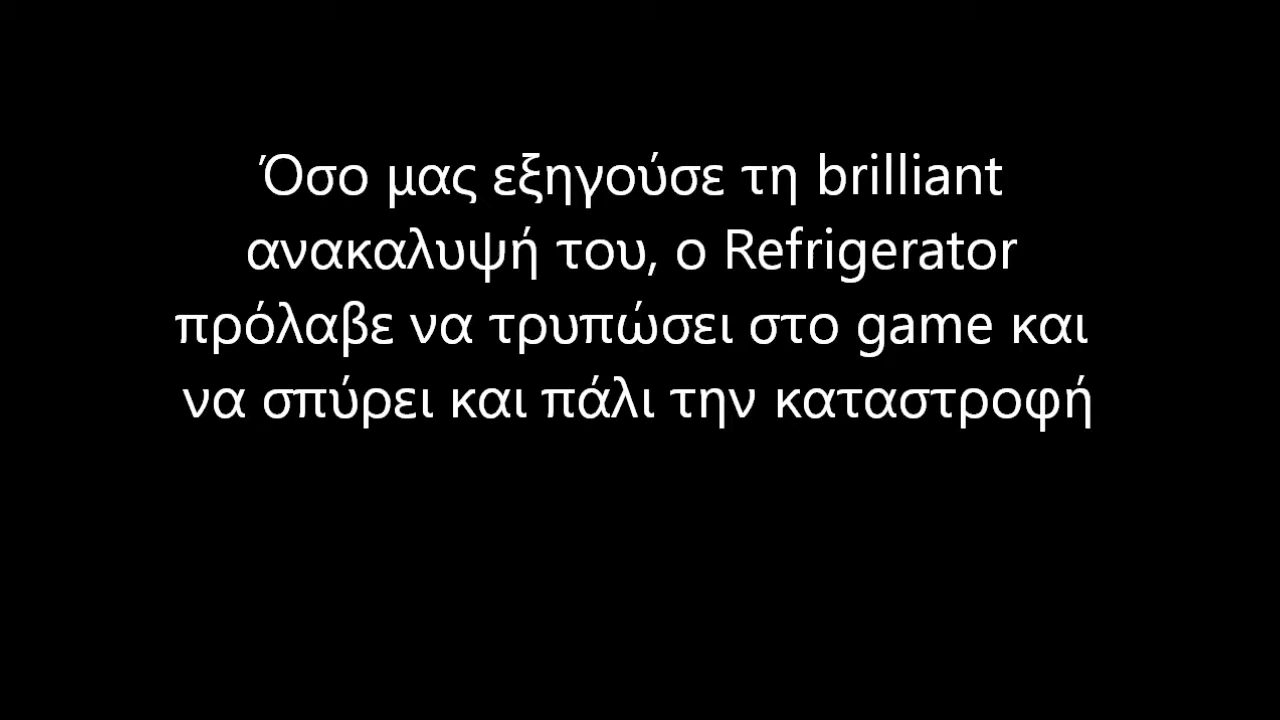 Όσο μας εξηγούσε τη brilliant
ανακαλυψή του, ο Refrigerator
πρόλαβε να τρυπώσει στο game και
να σπύρει και πάλι την καταστροφή